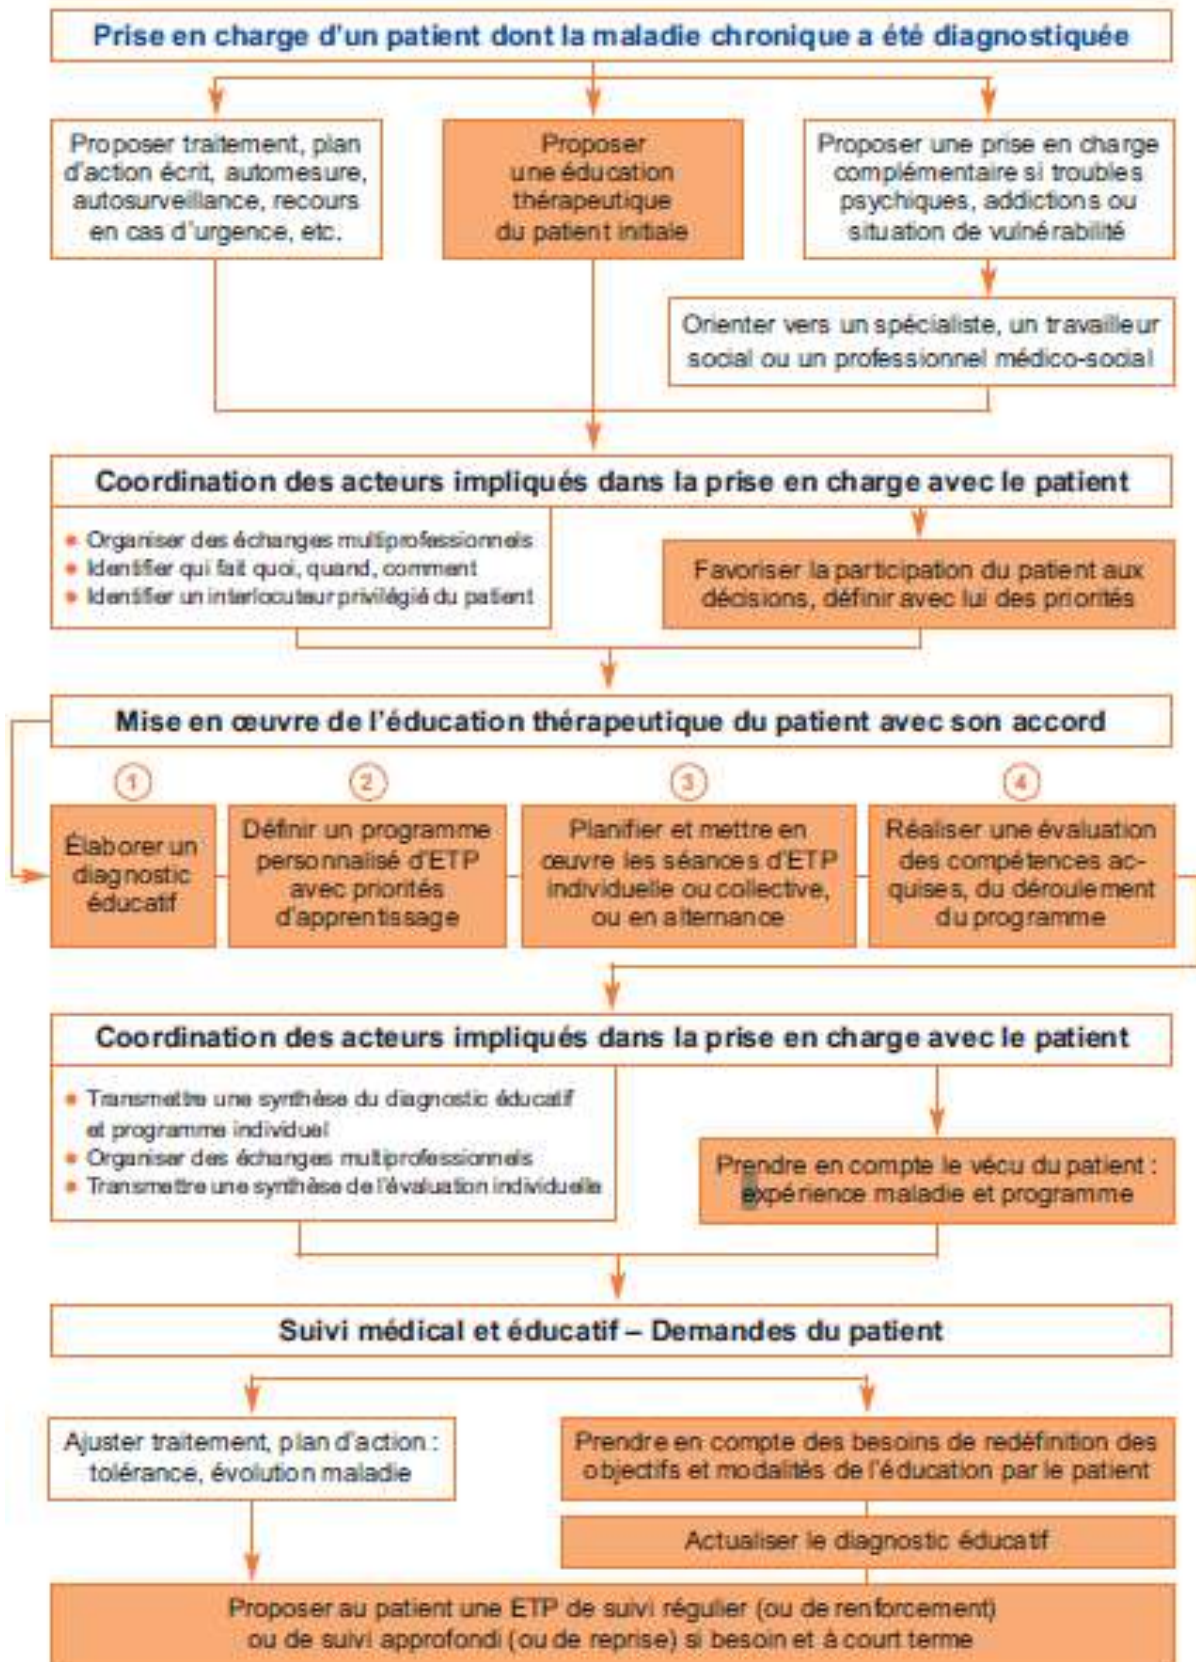 Prise en charge d'un patient dont la maladie chronique a été diagnostiquée
Proposer traitement, plan
d'action écrit, automesure,
autosurveillance, recours
en cas d'urgence, etc.
Proposer
une éducation
thérapeutique
du patient initiale
Proposer une prise en charge
complémentaire si troubles
psychiques, addictions ou
situation de vulnérabilité
Orienter vers un spécialiste, un travailleur
social ou un professionnel médico-social
Coordination des acteurs impliqués dans la prise en charge avec le patient
• Organiser des échanges multiprofessionnels
• Identifier qui fait quoi, quand, comment
• Identifier un interlocuteur privilégié du patient
Favoriser la participation du patient aux
décisions, définir avec lui des priorités
Mise en œuvre de l'éducation thérapeutique du patient avec son accord
1
Élaborer un
diagnostic
éducatif
2
Définir un programme
personnalisé d'ETP
avec priorités
d'apprentissage
3
Planifier et mettre en
œuvre les séances d'ETP
individuelle ou collective,
ou en alternance
4
Réaliser une évaluation
des compétences ac-
quises, du déroulement
du programme
Coordination des acteurs impliqués dans la prise en charge avec le patient
• Transmettre une synthèse du diagnostic éducatif
et programme individuel
• Organiser des échanges multiprofessionnels
• Transmettre une synthèse de l'évaluation individuelle
Prendre en compte le vécu du patient :
expérience maladie et programme
Suivi médical et éducatif – Demandes du patient
Ajuster traitement, plan d'action :
tolérance, évolution maladie
Prendre en compte des besoins de redéfinition des
objectifs et modalités de l'éducation par le patient
Actualiser le diagnostic éducatif
Proposer au patient une ETP de suivi régulier (ou de renforcement)
ou de suivi approfondi (ou de reprise) si besoin et à court terme